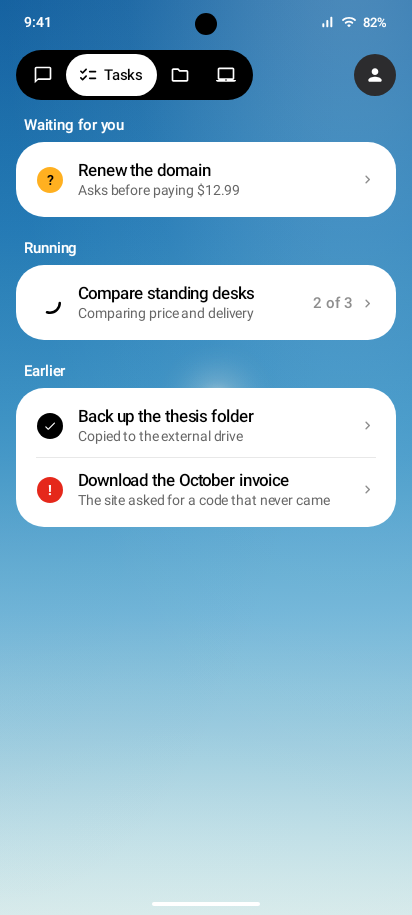 9:41
82%
Tasks
Waiting for you
?
Renew the domain
Asks before paying $12.99
Running
Compare standing desks
Comparing price and delivery
2 of 3
Earlier
Back up the thesis folder
Copied to the external drive
!
Download the October invoice
The site asked for a code that never came